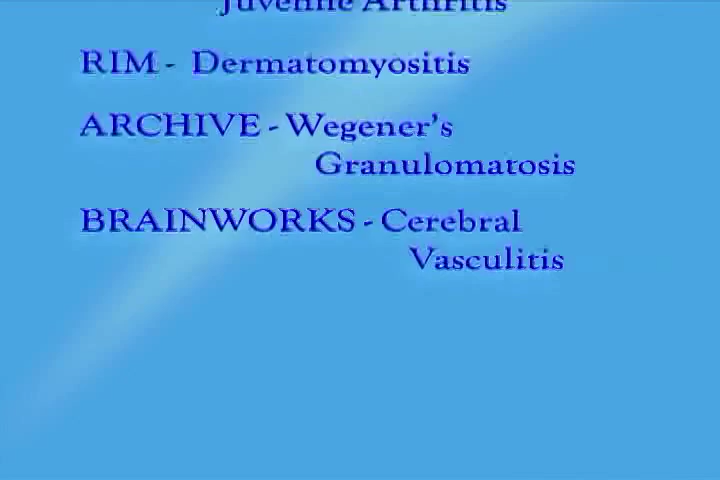 Juvenile Arthritis
RIM - Dermatomyositis
ARCHIVE - Wegener's
Granulomatosis
BRAINWORKS - Cerebral
Vasculitis